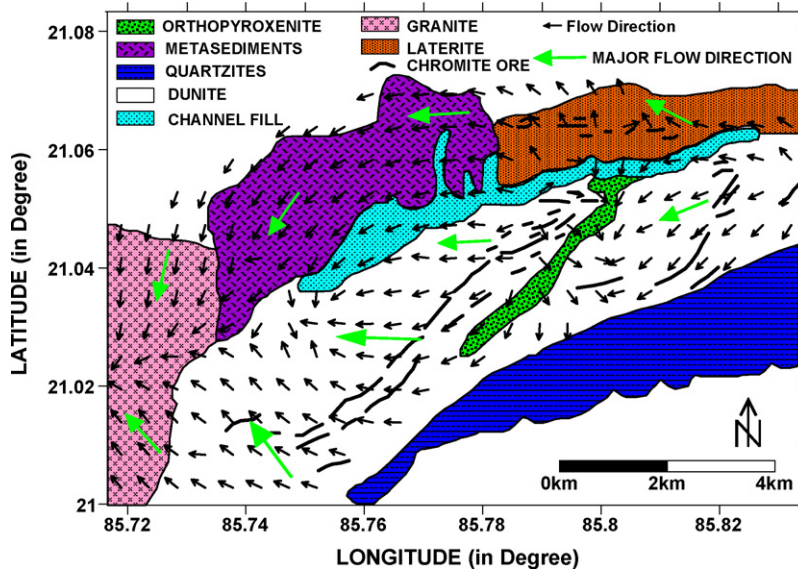 ORTHOPYROXENITE
METASEDIMENTS
QUARTZITES
DUNITE
CHANNEL FILL
GRANITE
LATERITE
CHROMITE ORE
Flow Direction
MAJOR FLOW DIRECTION
21.08
21.06
21.04
21.02
21
LATITUDE (in Degree)
N
0km 2km 4km
85.72 85.74 85.76 85.78 85.8 85.82
LONGITUDE (in Degree)